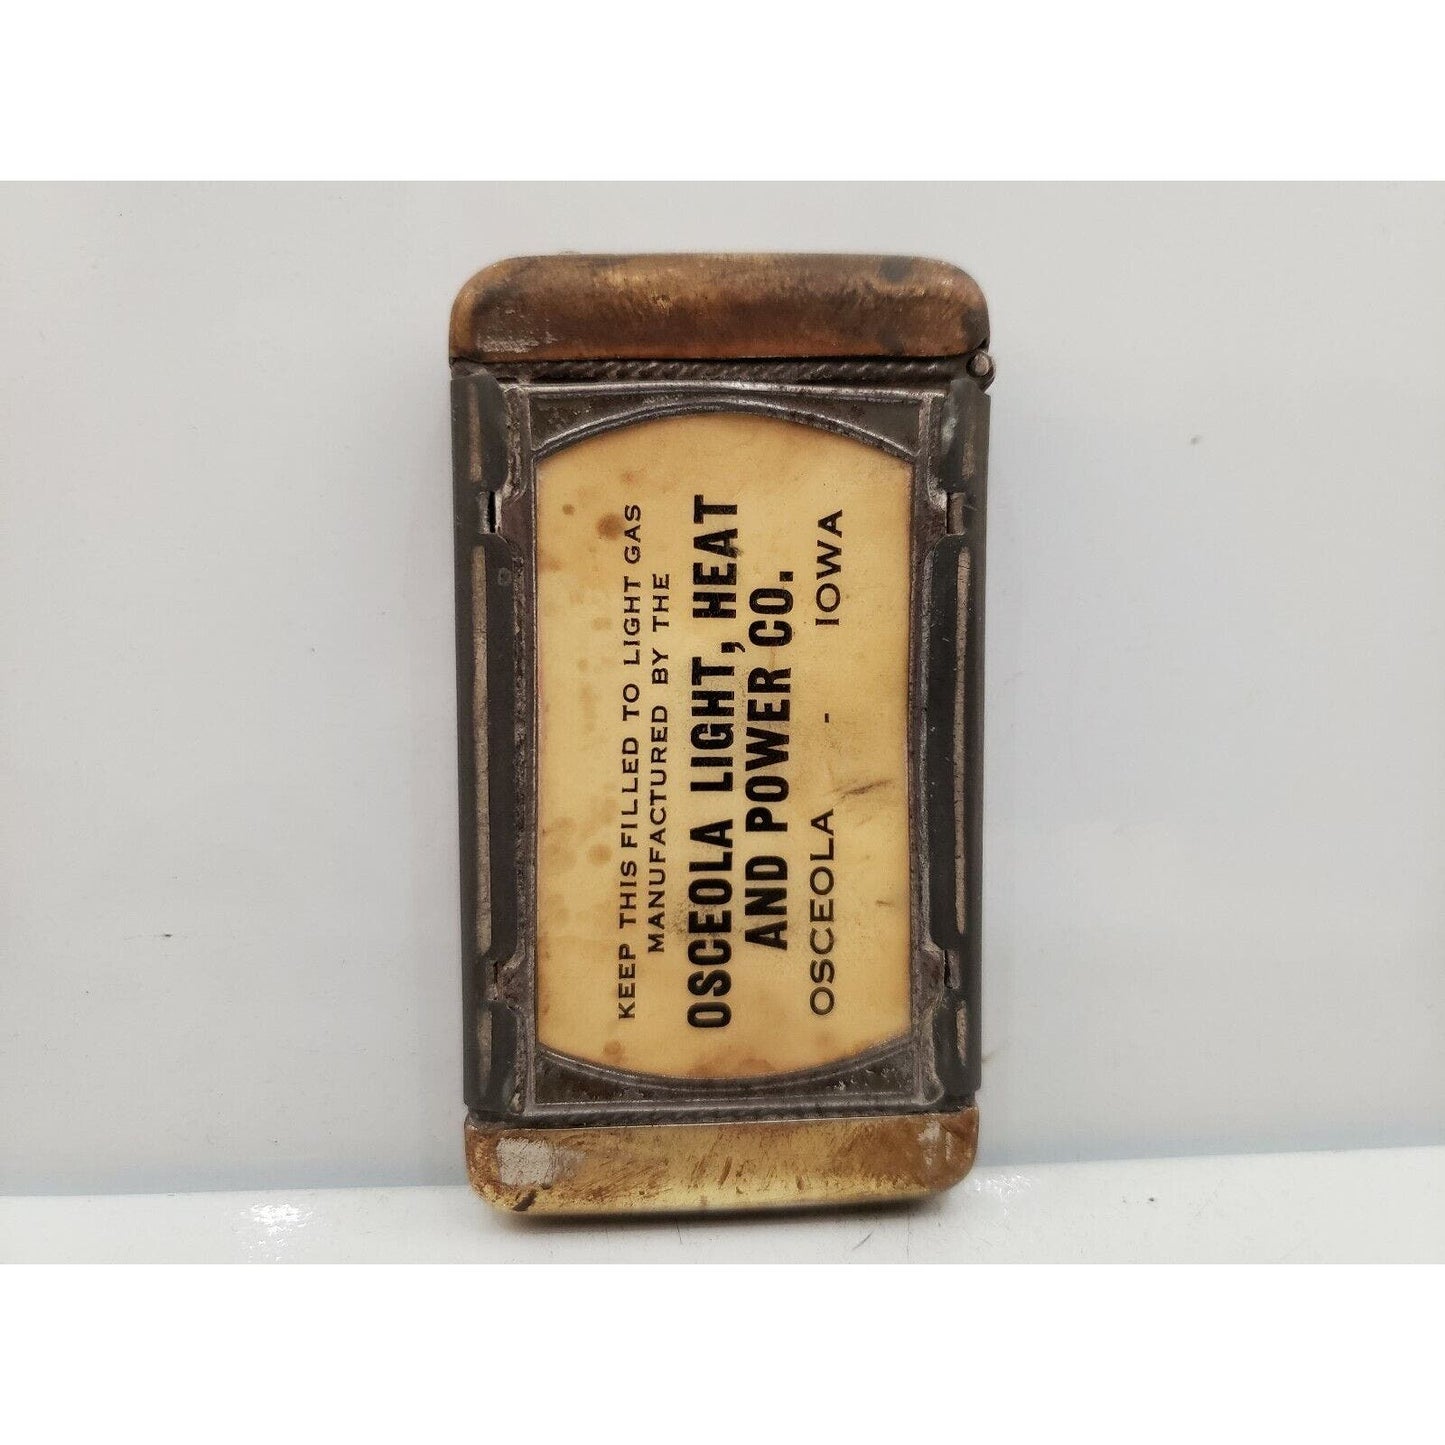 KEEP THIS FILLED TO LIGHT GAS
MANUFACTURED BY THE
OSCEOLA LIGHT, HEAT
AND POWER CO.
OSCEOLA - IOWA